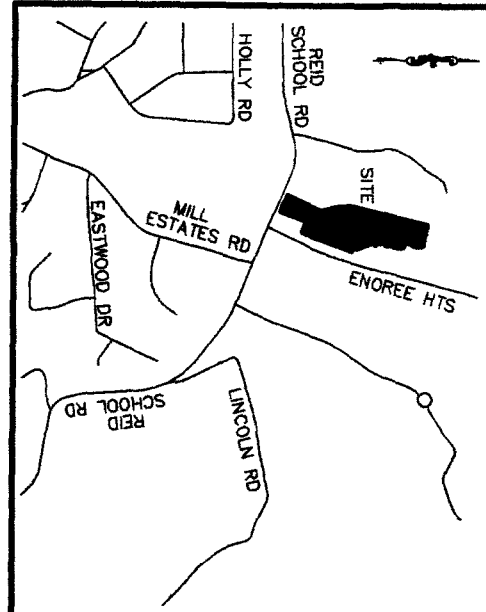 HOLLY RD
REID
SCHOOL RD
SITE
MILL
ESTATES RD
EASTWOOD DR
ENOREE HTS
REID
SCHOOL RD
LINCOLN RD